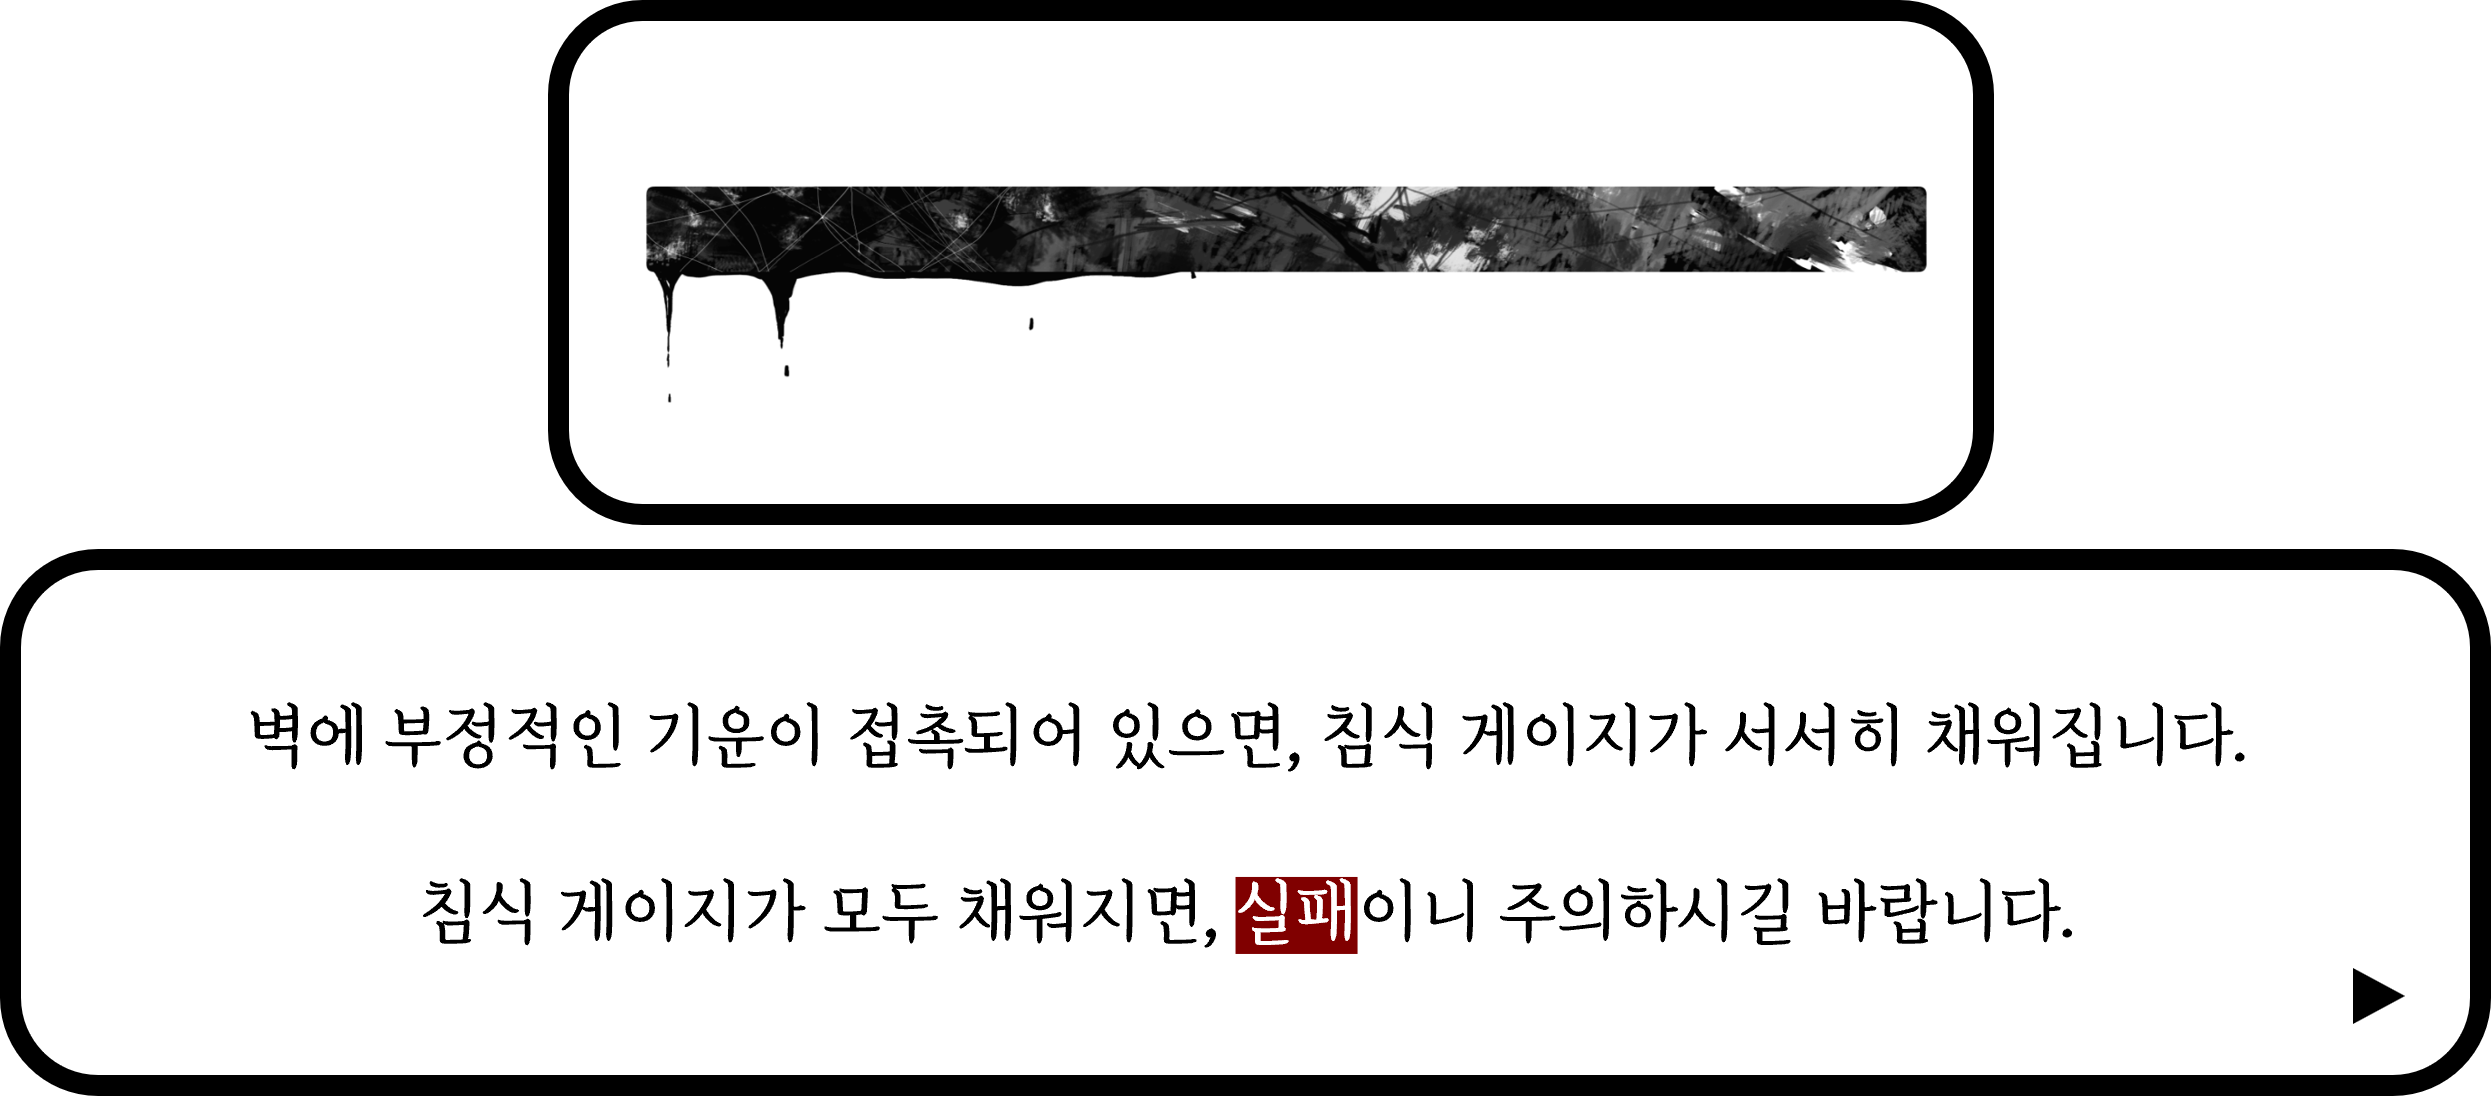 벽에 부정적인 기운이 접촉되어 있으면, 침식 게이지가 서서히 채워집니다.
침식 게이지가 모두 채워지면, 실패이니 주의하시길 바랍니다.